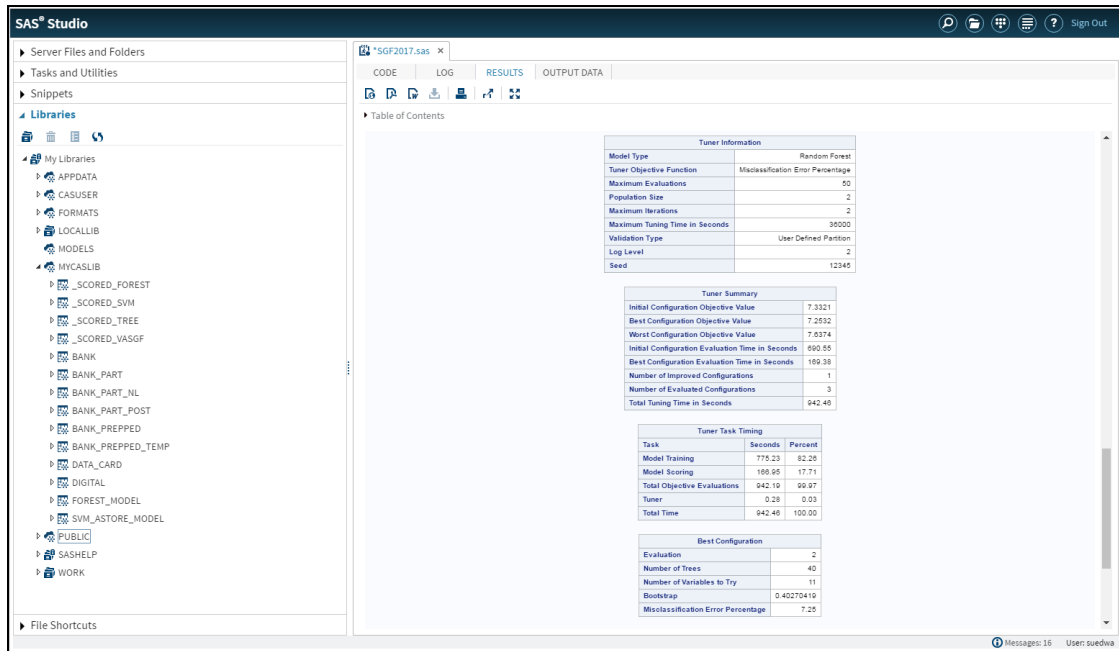 SAS® Studio
Sign Out
Server Files and Folders
Tasks and Utilities
Snippets
Libraries
My Libraries
APPDATA
CASUSER
FORMATS
LOCALLIB
MODELS
MYCASLIB
_SCORED_FOREST
_SCORED_SVM
_SCORED_TREE
_SCORED_VASGF
BANK
BANK_PART
BANK_PART_NL
BANK_PART_POST
BANK_PREPPED
BANK_PREPPED_TEMP
DATA_CARD
DIGITAL
FOREST_MODEL
SVM_ASTORE_MODEL
PUBLIC
SASHELP
WORK
File Shortcuts
*SGF2017.sas ×
CODE LOG RESULTS OUTPUT DATA
Table of Contents
Tuner Information
Model Type Random Forest
Tuner Objective Function Misclassification Error Percentage
Maximum Evaluations 50
Population Size 2
Maximum Iterations 2
Maximum Tuning Time in Seconds 36000
Validation Type User Defined Partition
Log Level 2
Seed 12345
Tuner Summary
Initial Configuration Objective Value 7.3321
Best Configuration Objective Value 7.2532
Worst Configuration Objective Value 7.6374
Initial Configuration Evaluation Time in Seconds 690.55
Best Configuration Evaluation Time in Seconds 169.38
Number of Improved Configurations 1
Number of Evaluated Configurations 3
Total Tuning Time in Seconds 942.46
Tuner Task Timing
Task Seconds Percent
Model Training 775.23 82.26
Model Scoring 166.95 17.71
Total Objective Evaluations 942.19 99.97
Tuner 0.28 0.03
Total Time 942.46 100.00
Best Configuration
Evaluation 2
Number of Trees 40
Number of Variables to Try 11
Bootstrap 0.40270419
Misclassification Error Percentage 7.25
Messages: 16 User: suedwa